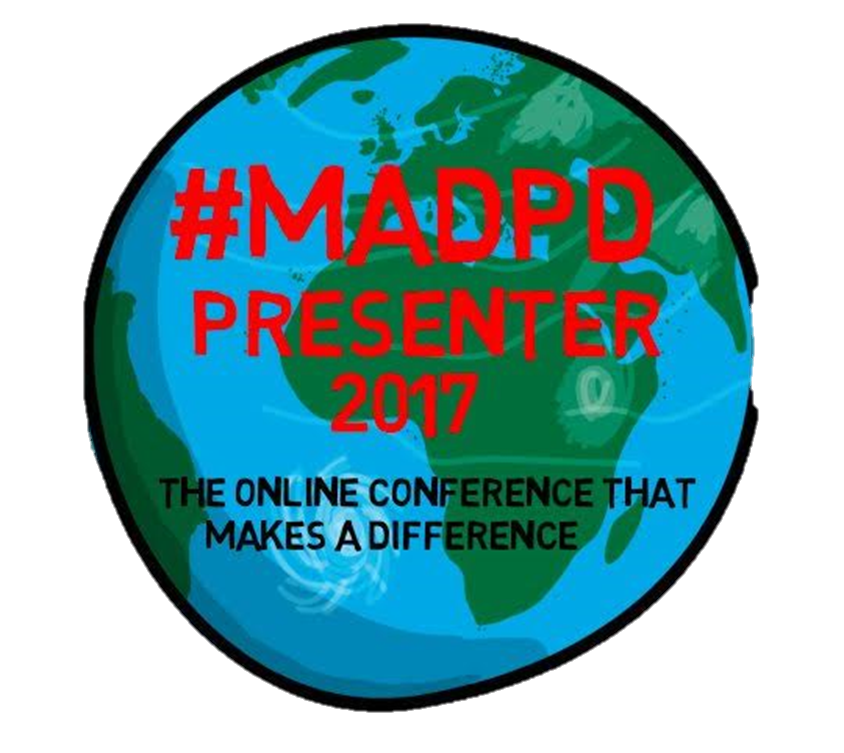 #MADPD
PRESENTER
2017
THE ONLINE CONFERENCE THAT
MAKES A DIFFERENCE